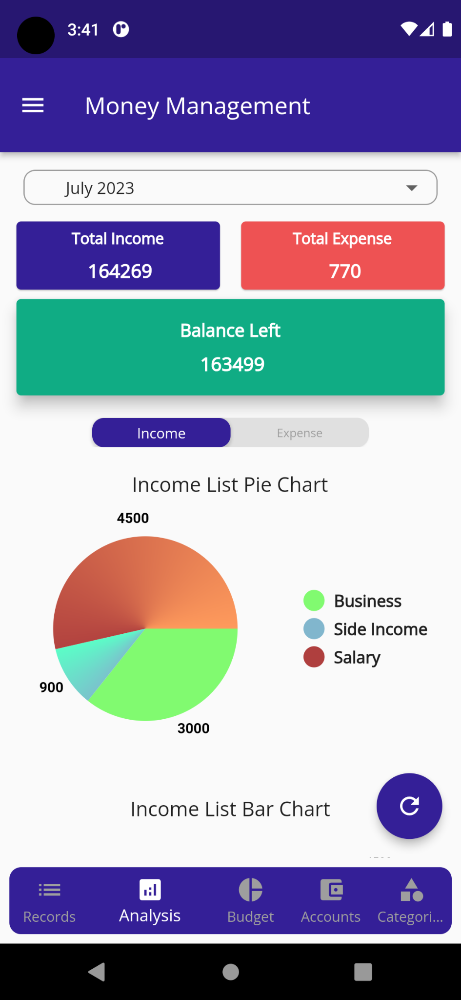 3:41
Money Management
July 2023
Total Income
164269
Total Expense
770
Balance Left
163499
Income
Expense
Income List Pie Chart
4500
900
3000
Business
Side Income
Salary
Income List Bar Chart
Records
Analysis
Budget
Accounts
Categori...